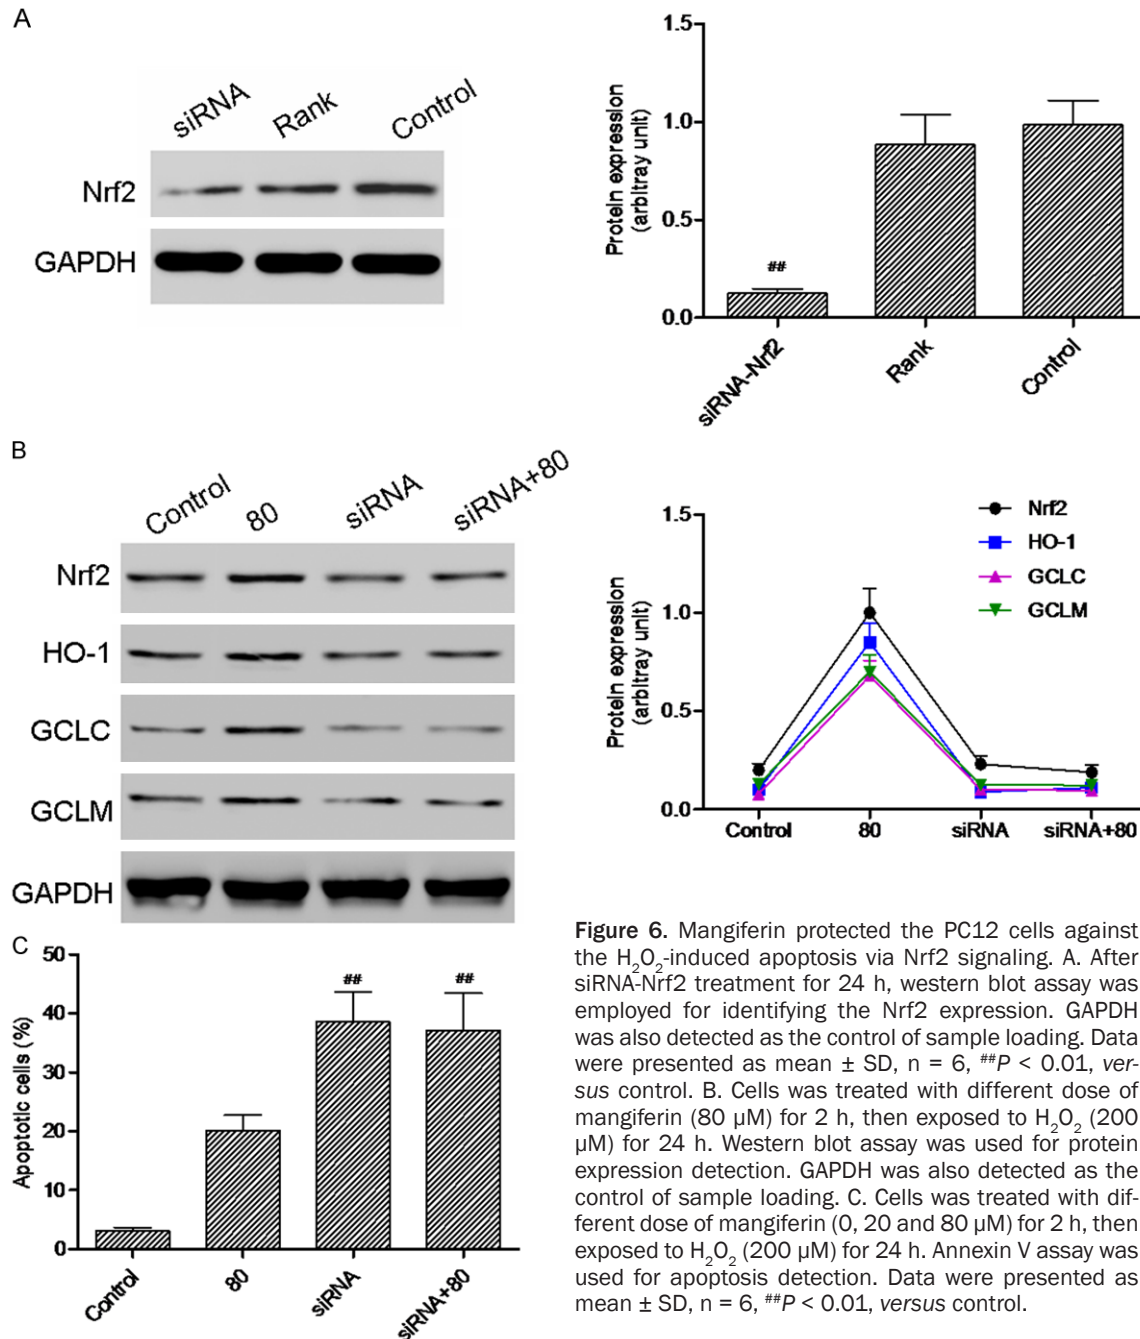 A
siRNA Rank Control
Nrf2
GAPDH
Protein expression
(arbltray unit)
1.5
1.0
0.5
0.0
##
siRNA-Nrf2 Rank Control
B
Control 80 siRNA siRNA+80
Nrf2
HO-1
GCLC
GCLM
GAPDH
Protein expression
(arbltray unit)
1.5
1.0
0.5
0.0
Nrf2
HO-1
GCLC
GCLM
Control 80 siRNA siRNA+80
C
Apoptotic cells (%)
50
40
30
20
10
0
## ##
Control 80 siRNA siRNA+80
Figure 6. Mangiferin protected the PC12 cells against
the H₂O₂-induced apoptosis via Nrf2 signaling. A. After
siRNA-Nrf2 treatment for 24 h, western blot assay was
employed for identifying the Nrf2 expression. GAPDH
was also detected as the control of sample loading. Data
were presented as mean ± SD, n = 6, ##P < 0.01, ver-
sus control. B. Cells was treated with different dose of
mangiferin (80 µM) for 2 h, then exposed to H₂O₂ (200
µM) for 24 h. Western blot assay was used for protein
expression detection. GAPDH was also detected as the
control of sample loading. C. Cells was treated with dif-
ferent dose of mangiferin (0, 20 and 80 µM) for 2 h, then
exposed to H₂O₂ (200 µM) for 24 h. Annexin V assay was
used for apoptosis detection. Data were presented as
mean ± SD, n = 6, ##P < 0.01, versus control.